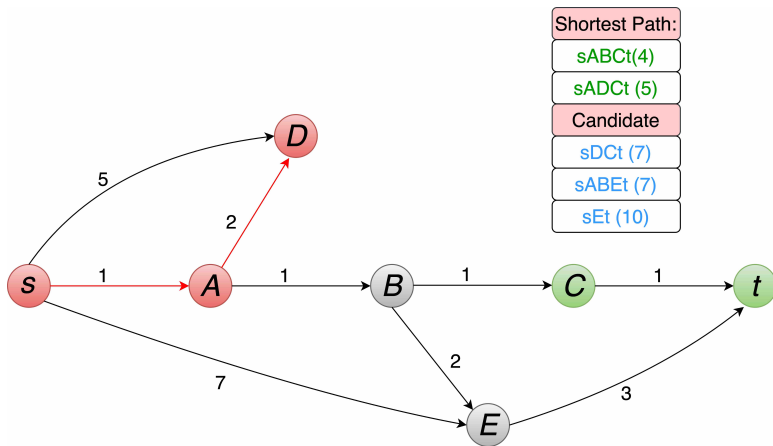 Shortest Path:
sABCt(4)
sADCt (5)
Candidate
sDCt (7)
sABEt (7)
sEt (10)
D
5
2
s
1
A
1
B
1
C
1
t
2
7
3
E